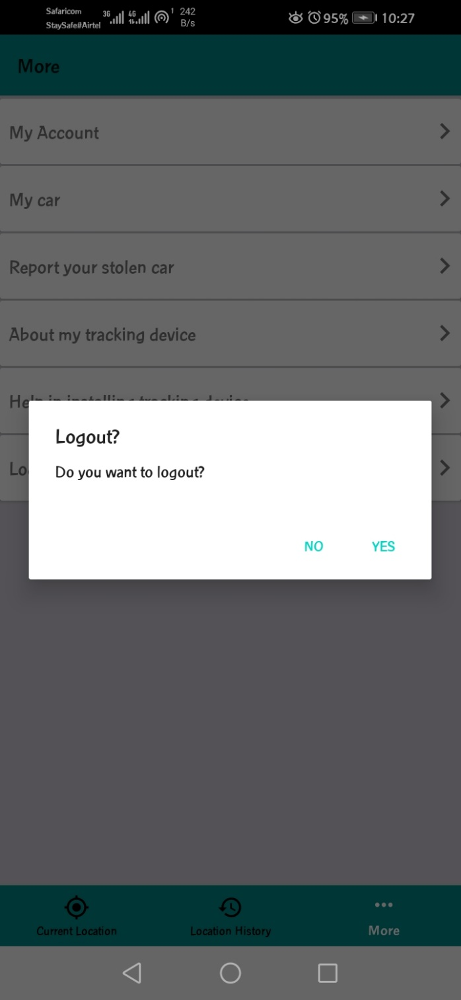 Safaricom
StaySafe#Airtel
3G
4G
1
242
B/s
95%
10:27
More
My Account
My car
Report your stolen car
About my tracking device
Help in installing tracking device
Lo
Logout?
Do you want to logout?
NO YES
Current Location
Location History
More